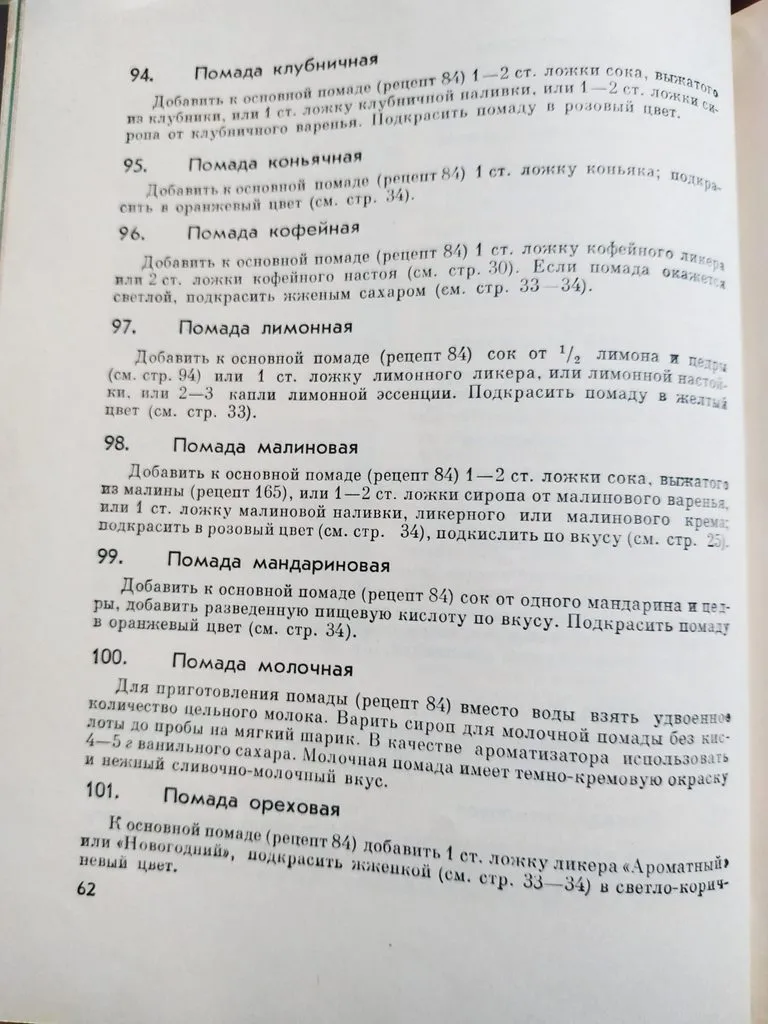 94. Помада клубничная
Добавить к основной помаде (рецепт 84) 1—2 ст. ложки сока, выжатого
из клубники, или 1 ст. ложку клубничной наливки, или 1—2 ст. ложки си-
ропа от клубничного варенья. Подкрасить помаду в розовый цвет.
95. Помада коньячная
Добавить к основной помаде (рецепт 84) 1 ст. ложку коньяка; подкра-
сить в оранжевый цвет (см. стр. 34).
96. Помада кофейная
Добавить к основной помаде (рецепт 84) 1 ст. ложку кофейного ликера
или 2 ст. ложки кофейного настоя (см. стр. 30). Если помада окажется
светлой, подкрасить жженым сахаром (см. стр. 33—34).
97. Помада лимонная
Добавить к основной помаде (рецепт 84) сок от 1/2 лимона и цедры
(см. стр. 94) или 1 ст. ложку лимонного ликера, или лимонной настой-
ки, или 2—3 капли лимонной эссенции. Подкрасить помаду в желтый
цвет (см. стр. 33).
98. Помада малиновая
Добавить к основной помаде (рецепт 84) 1—2 ст. ложки сока, выжатого
из малины (рецепт 165), или 1—2 ст. ложки сиропа от малинового варенья,
или 1 ст. ложку малиновой наливки, ликерного или малинового крема;
подкрасить в розовый цвет (см. стр. 34), подкислить по вкусу (см. стр. 25).
99. Помада мандариновая
Добавить к основной помаде (рецепт 84) сок от одного мандарина и цед-
ры, добавить разведенную пищевую кислоту по вкусу. Подкрасить помаду
в оранжевый цвет (см. стр. 34).
100. Помада молочная
Для приготовления помады (рецепт 84) вместо воды взять удвоенное
количество цельного молока. Варить сироп для молочной помады без кис-
лоты до пробы на мягкий шарик. В качестве ароматизатора использовать
4—5 г ванильного сахара. Молочная помада имеет темно-кремовую окраску
и нежный сливочно-молочный вкус.
101. Помада ореховая
К основной помаде (рецепт 84) добавить 1 ст. ложку ликера «Ароматный»
или «Новогодний», подкрасить жженкой (см. стр. 33—34) в светло-корич-
невый цвет.
62